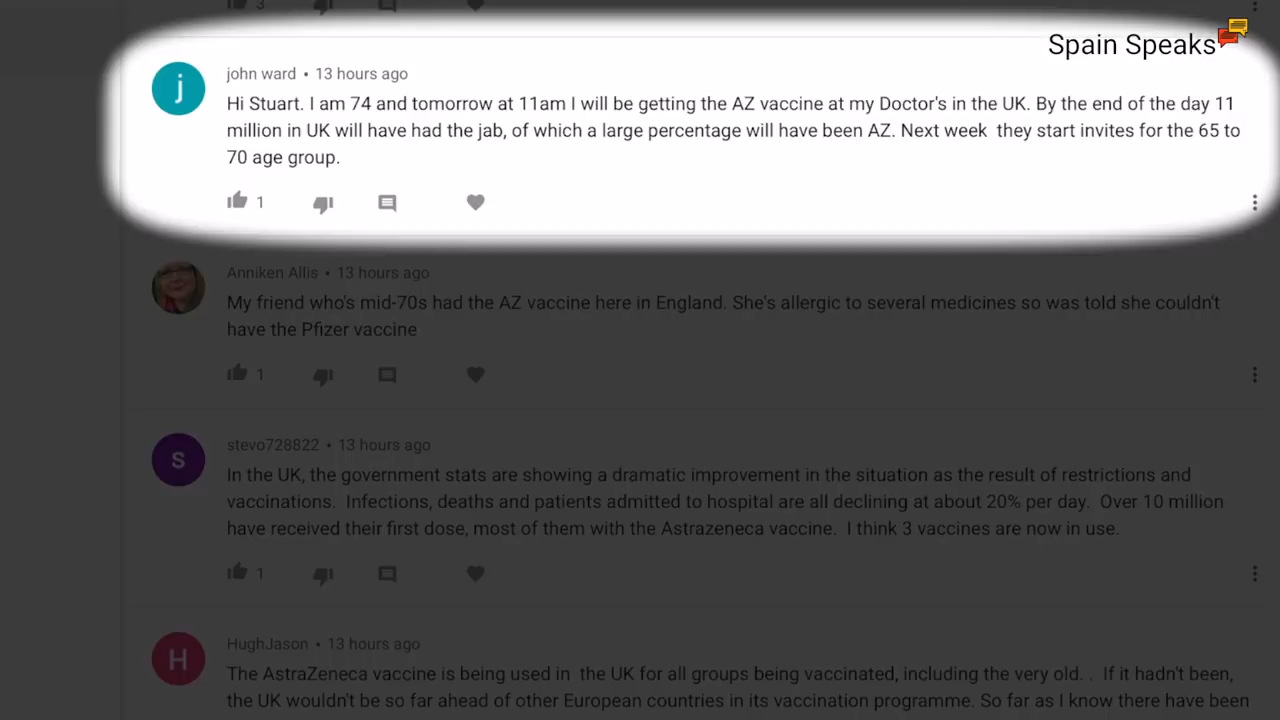 3
Spain Speaks
j
john ward • 13 hours ago
Hi Stuart. I am 74 and tomorrow at 11am I will be getting the AZ vaccine at my Doctor's in the UK. By the end of the day 11
million in UK will have had the jab, of which a large percentage will have been AZ. Next week  they start invites for the 65 to
70 age group.
1
Anniken Allis • 13 hours ago
My friend who's mid-70s had the AZ vaccine here in England. She's allergic to several medicines so was told she couldn't
have the Pfizer vaccine
1
S
stevo728822 • 13 hours ago
In the UK, the government stats are showing a dramatic improvement in the situation as the result of restrictions and
vaccinations.  Infections, deaths and patients admitted to hospital are all declining at about 20% per day.  Over 10 million
have received their first dose, most of them with the Astrazeneca vaccine.  I think 3 vaccines are now in use.
1
H
HughJason • 13 hours ago
The AstraZeneca vaccine is being used in  the UK for all groups being vaccinated, including the very old. .  If it hadn't been,
the UK wouldn't be so far ahead of other European countries in its vaccination programme. So far as I know there have been